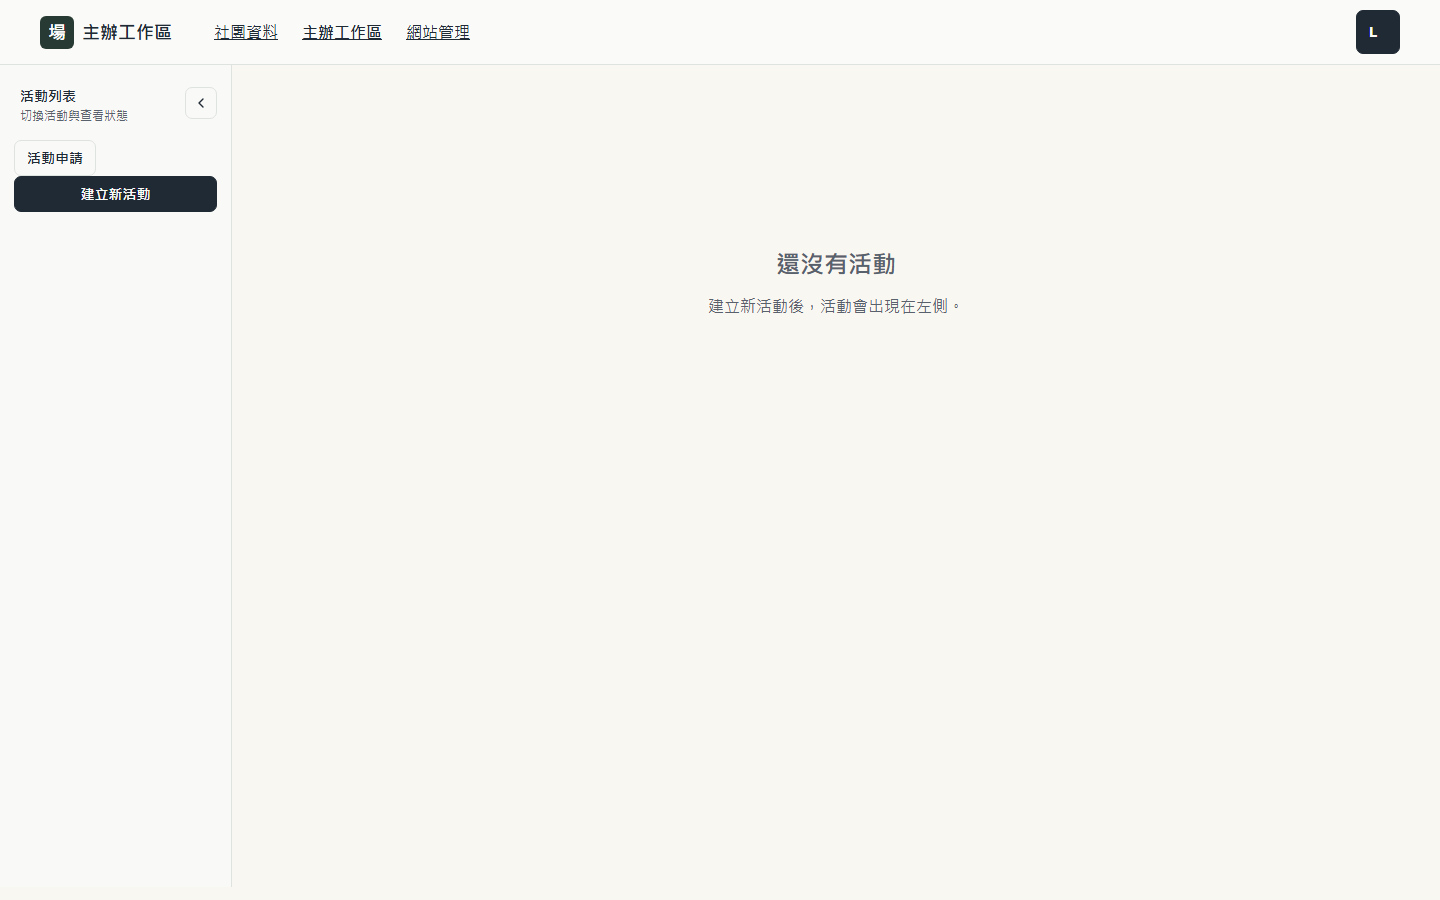 場 主辦工作區 社團資料 主辦工作區 網站管理 L
活動列表
切換活動與查看狀態
活動申請
建立新活動
還沒有活動
建立新活動後，活動會出現在左側。